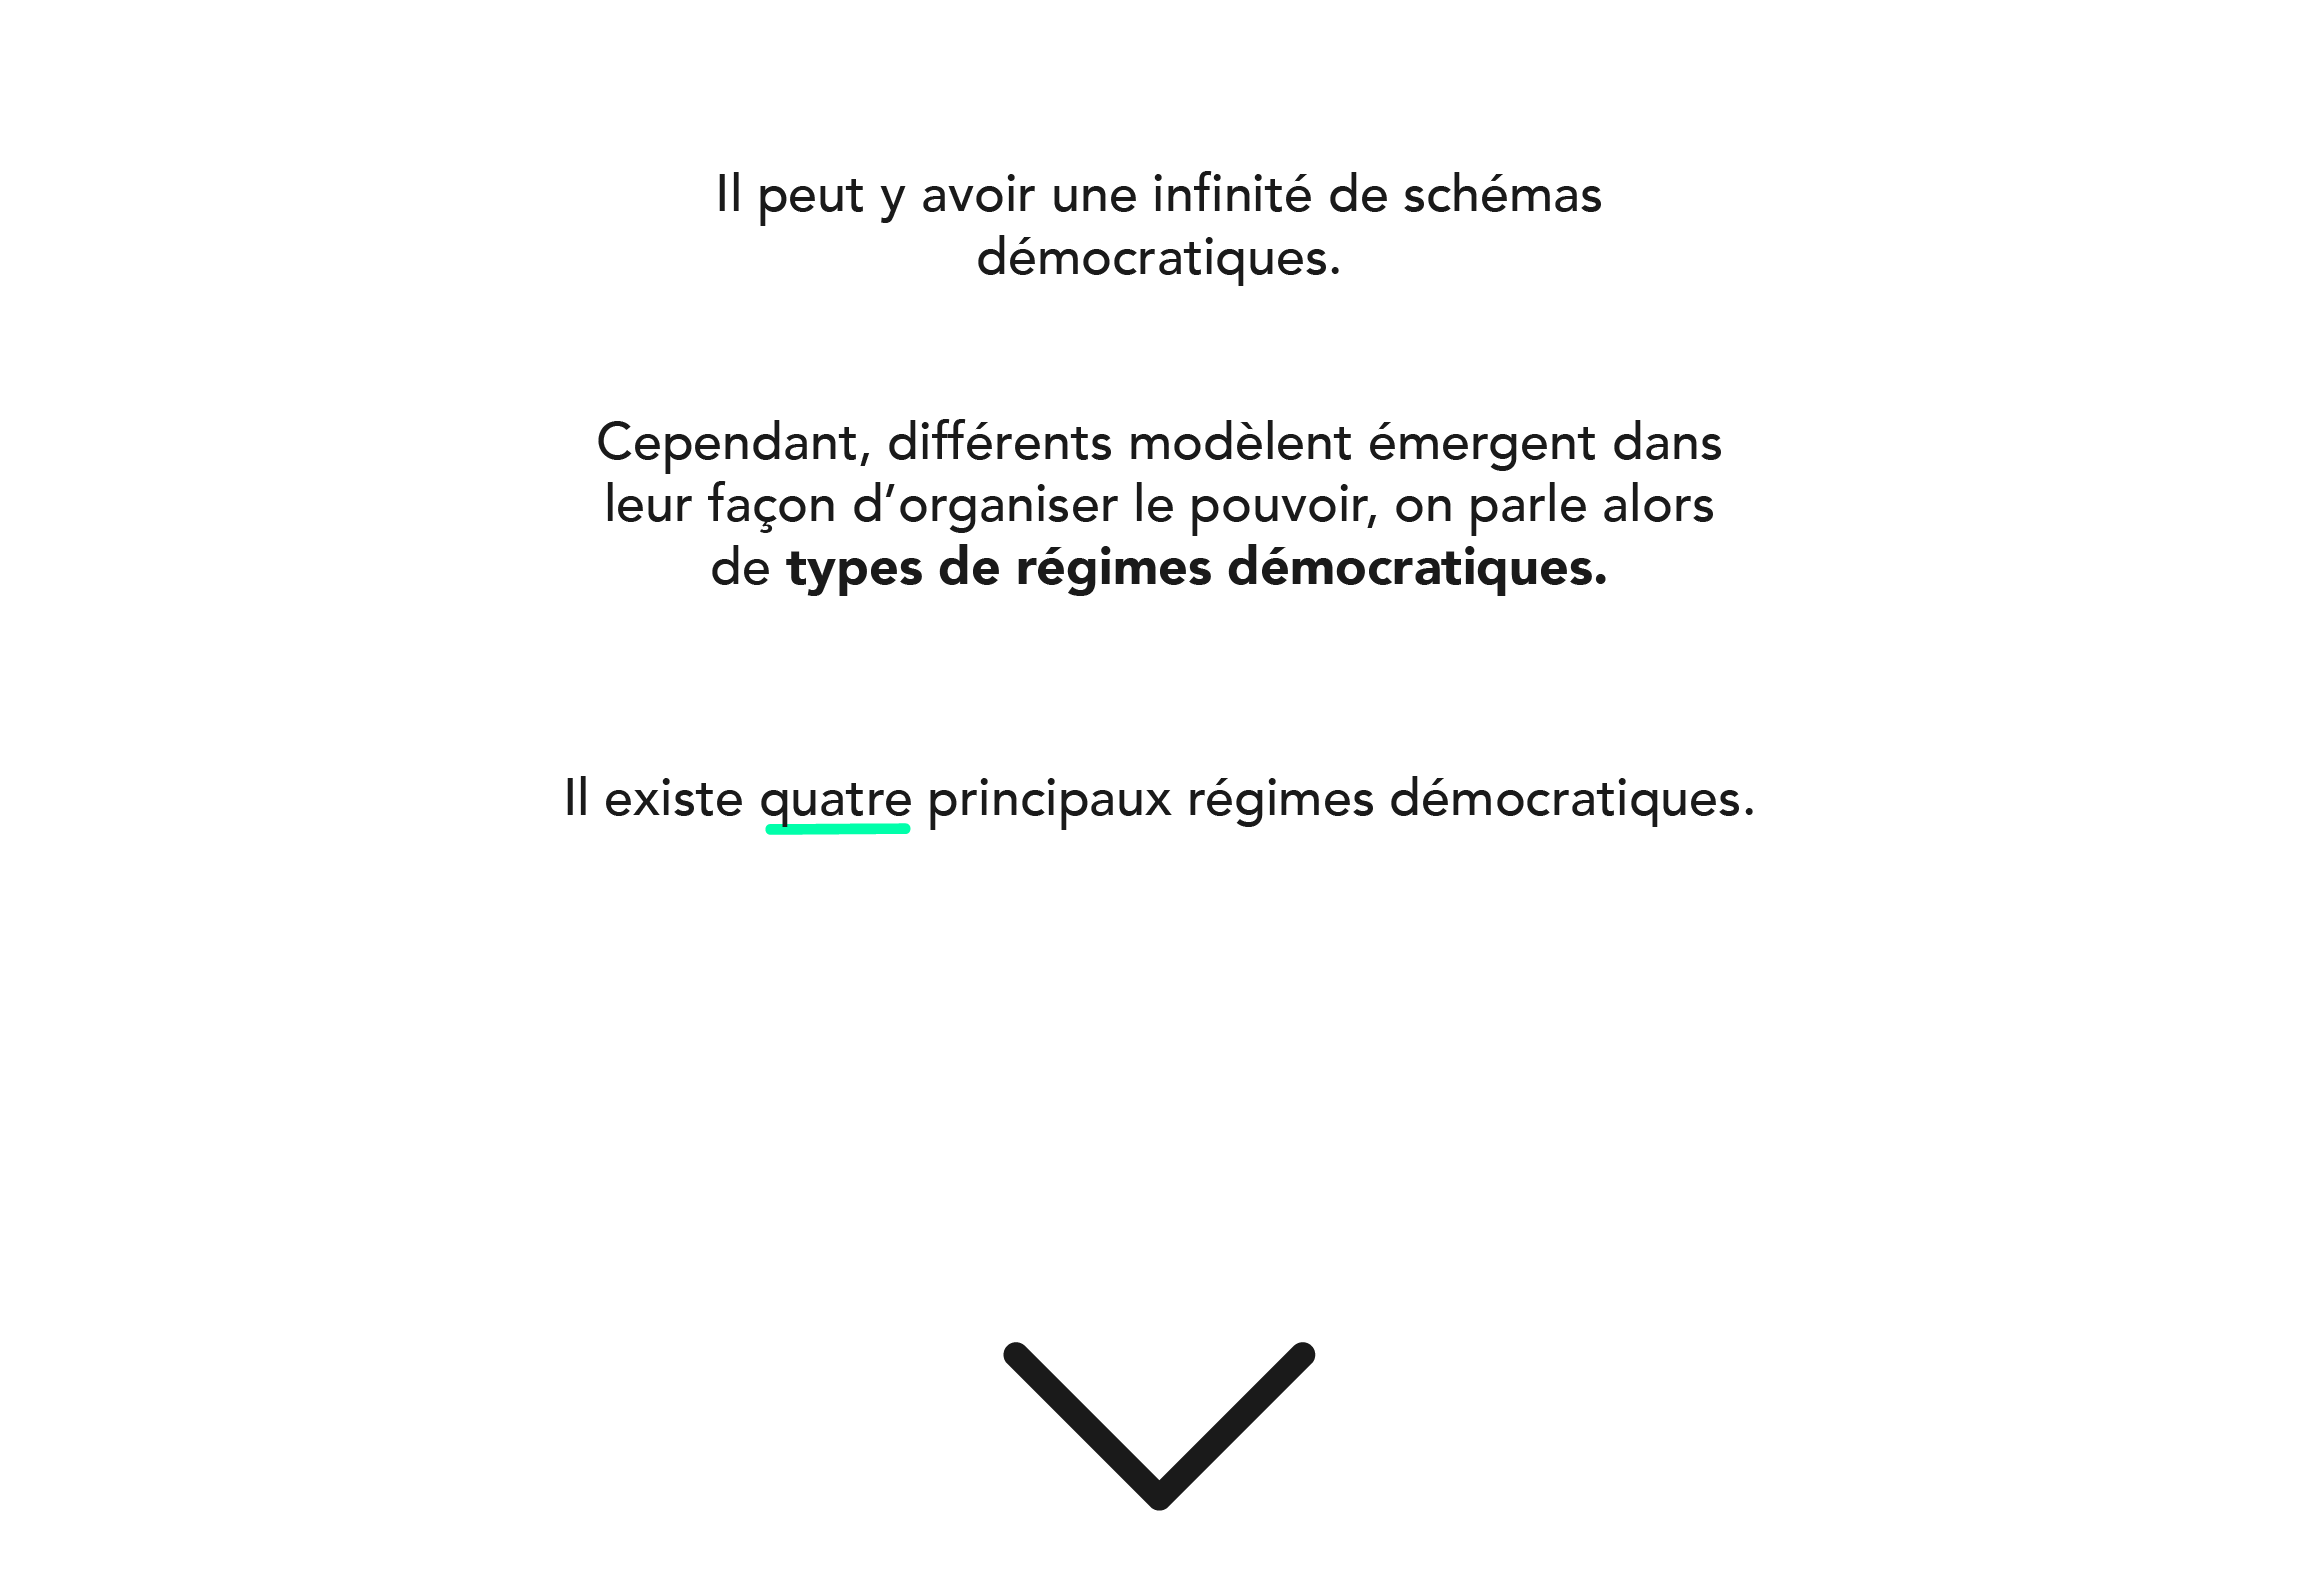 Il peut y avoir une infinité de schémas
démocratiques.
Cependant, différents modèlent émergent dans
leur façon d’organiser le pouvoir, on parle alors
de types de régimes démocratiques.
Il existe quatre principaux régimes démocratiques.